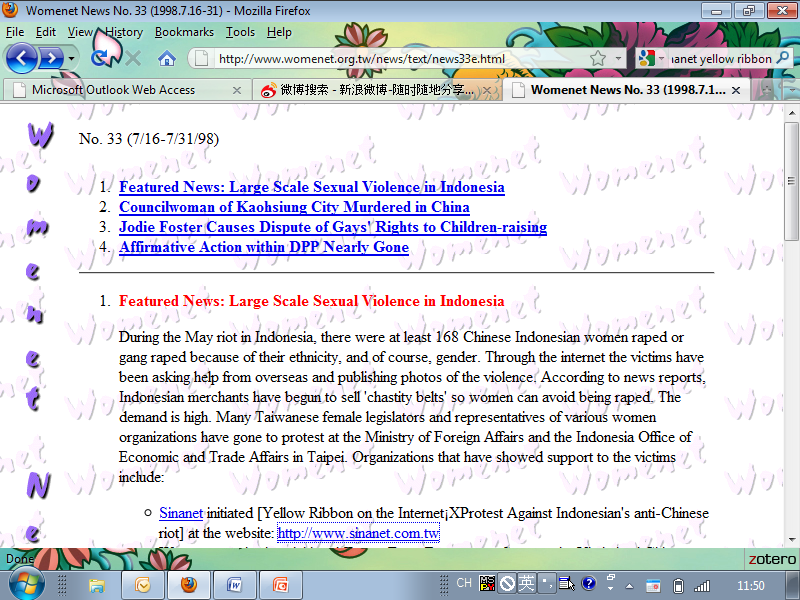 Womenet News No. 33 (1998.7.16-31) - Mozilla Firefox
File Edit View History Bookmarks Tools Help
http://www.womenet.org.tw/news/text/news33e.html
anet yellow ribbon
Microsoft Outlook Web Access
微博搜索 - 新浪微博-随时随地分享...
Womenet News No. 33 (1998.7.1...
Womenet Ne
No. 33 (7/16-7/31/98)
1. Featured News: Large Scale Sexual Violence in Indonesia
2. Councilwoman of Kaohsiung City Murdered in China
3. Jodie Foster Causes Dispute of Gays' Rights to Children-raising
4. Affirmative Action within DPP Nearly Gone
1. Featured News: Large Scale Sexual Violence in Indonesia
During the May riot in Indonesia, there were at least 168 Chinese Indonesian women raped or
gang raped because of their ethnicity, and of course, gender. Through the internet the victims have
been asking help from overseas and publishing photos of the violence. According to news reports,
Indonesian merchants have begun to sell 'chastity belts' so women can avoid being raped. The
demand is high. Many Taiwanese female legislators and representatives of various women
organizations have gone to protest at the Ministry of Foreign Affairs and the Indonesia Office of
Economic and Trade Affairs in Taipei. Organizations that have showed support to the victims
include:
Sinanet initiated [Yellow Ribbon on the Internet¡XProtest Against Indonesian's anti-Chinese
riot] at the website: http://www.sinanet.com.tw
Done
zotero
CH 英 11:50